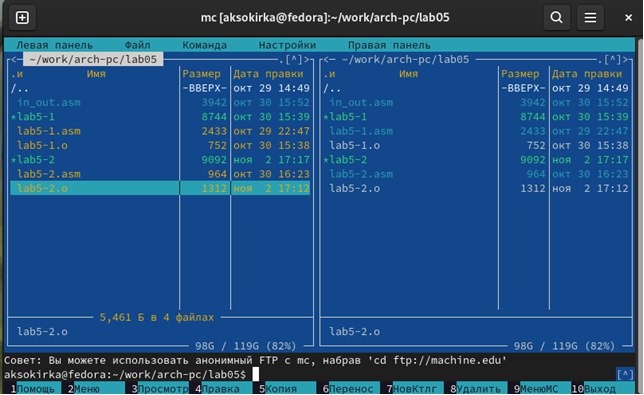 mc [aksokirka@fedora]:~/work/arch-pc/lab05
Левая панель Файл Команда Настройки Правая панель
<— ~/work/arch-pc/lab05 .[^]> <— ~/work/arch-pc/lab05 .[^]>
.и Имя Размер Дата правки .и Имя Размер Дата правки
/.. -ВВЕРХ- окт 29 14:49 /.. -ВВЕРХ- окт 29 14:49
in_out.asm 3942 окт 30 15:52 in_out.asm 3942 окт 30 15:52
*lab5-1 8744 окт 30 15:39 *lab5-1 8744 окт 30 15:39
lab5-1.asm 2433 окт 29 22:47 lab5-1.asm 2433 окт 29 22:47
lab5-1.o 752 окт 30 15:38 lab5-1.o 752 окт 30 15:38
*lab5-2 9092 ноя 2 17:17 *lab5-2 9092 ноя 2 17:17
lab5-2.asm 964 окт 30 16:23 lab5-2.asm 964 окт 30 16:23
lab5-2.o 1312 ноя 2 17:12 lab5-2.o 1312 ноя 2 17:12
5,461 Б в 4 файлах
lab5-2.o lab5-2.o
98G / 119G (82%) 98G / 119G (82%)
Совет: Вы можете использовать анонимный FTP с mc, набрав 'cd ftp://machine.edu'
aksokirka@fedora:~/work/arch-pc/lab05$ [^]
1Помощь 2Меню 3Просмотр 4Правка 5Копия 6Перенос 7НовКтлг 8Удалить 9МенюМС 10Выход